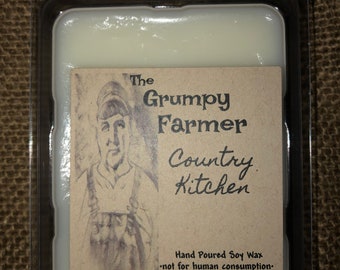 The
Grumpy
Farmer
Country
Kitchen
Hand Poured Soy Wax
•not for human consumption•